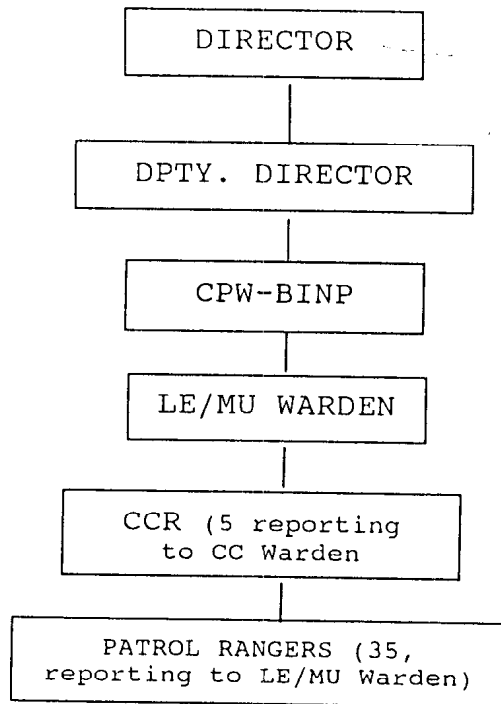 DIRECTOR
DPTY. DIRECTOR
CPW-BINP
LE/MU WARDEN
CCR (5 reporting
to CC Warden
PATROL RANGERS (35,
reporting to LE/MU Warden)